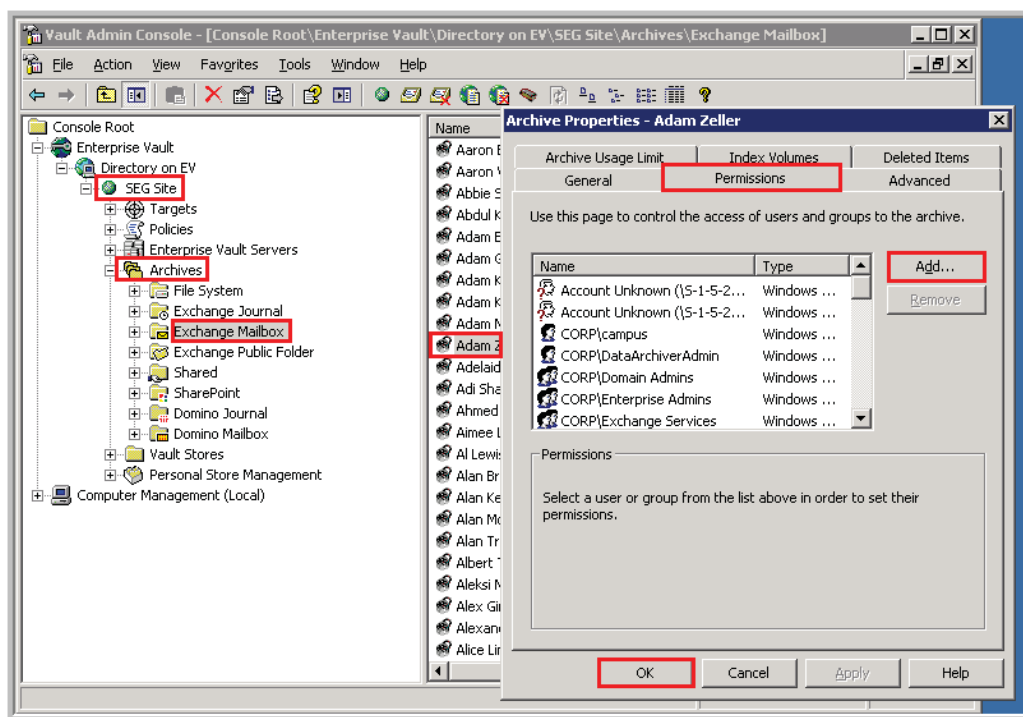 Vault Admin Console - [Console Root\Enterprise Vault\Directory on EV\SEG Site\Archives\Exchange Mailbox]
File Action View Favorites Tools Window Help
Console Root
Enterprise Vault
Directory on EV
SEG Site
Targets
Policies
Enterprise Vault Servers
Archives
File System
Exchange Journal
Exchange Mailbox
Exchange Public Folder
Shared
SharePoint
Domino Journal
Domino Mailbox
Vault Stores
Personal Store Management
Computer Management (Local)
Name
Aaron
Aaron
Abbie S
Abdul K
Adam
Adam
Adam K
Adam K
Adam
Adam Z
Adelaid
Adi Sha
Ahmed
Aimee L
Al Lewi
Alan Br
Alan Ke
Alan Mc
Alan Tr
Albert
Aleksi
Alex Gi
Alexan
Alice Lin
Archive Properties - Adam Zeller
Archive Usage Limit Index Volumes Deleted Items
General Permissions Advanced
Use this page to control the access of users and groups to the archive.
Name Type
Account Unknown (\S-1-5-2... Windows ...
Account Unknown (\S-1-5-2... Windows ...
CORP\campus Windows ...
CORP\DataArchiverAdmin Windows ...
CORP\Domain Admins Windows ...
CORP\Enterprise Admins Windows ...
CORP\Exchange Services Windows ...
Add...
Remove
Permissions
Select a user or group from the list above in order to set their
permissions.
OK Cancel Apply Help